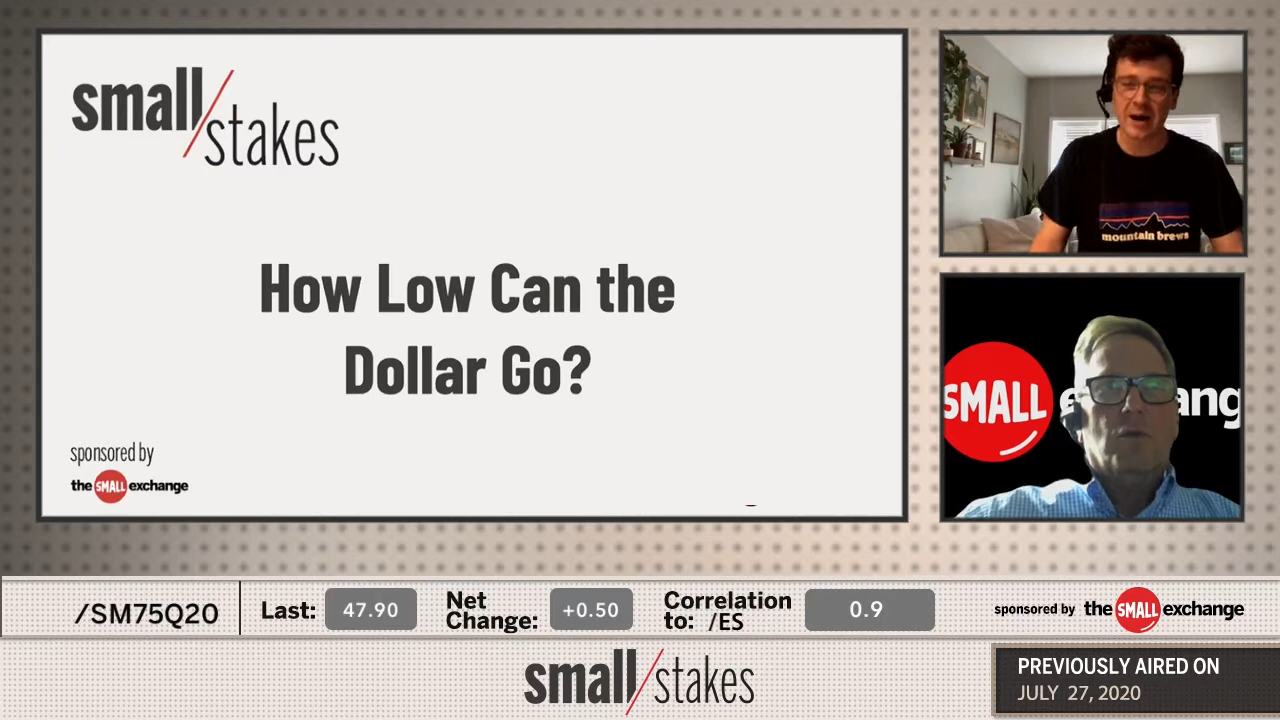 small/stakes
How Low Can the
Dollar Go?
sponsored by
the SMALL exchange
mountain brews
SMALL
/SM75Q20
Last:
47.90
Net
Change:
+0.50
Correlation
to: /ES
0.9
sponsored by the SMALL exchange
small/stakes
PREVIOUSLY AIRED ON
JULY 27, 2020